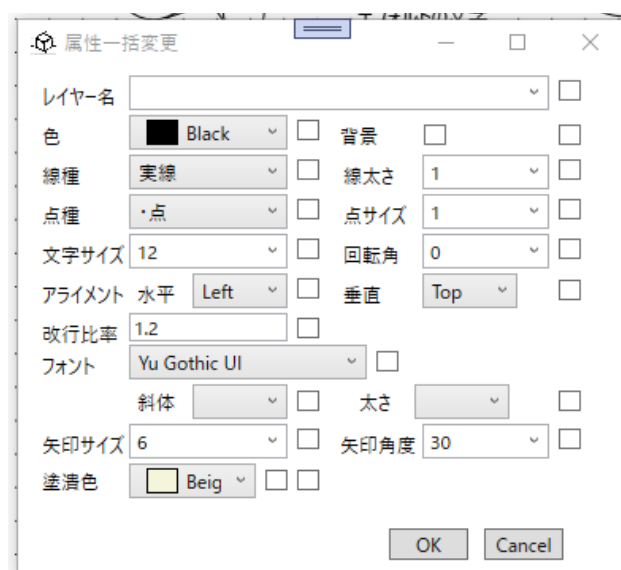 属性一括変更
レイヤー名
色 Black 背景
線種 実線 線太さ 1
点種 ・点 点サイズ 1
文字サイズ 12 回転角 0
アライメント 水平 Left 垂直 Top
改行比率 1.2
フォント Yu Gothic UI
斜体 太さ
矢印サイズ 6 矢印角度 30
塗潰色 Beig
OK Cancel